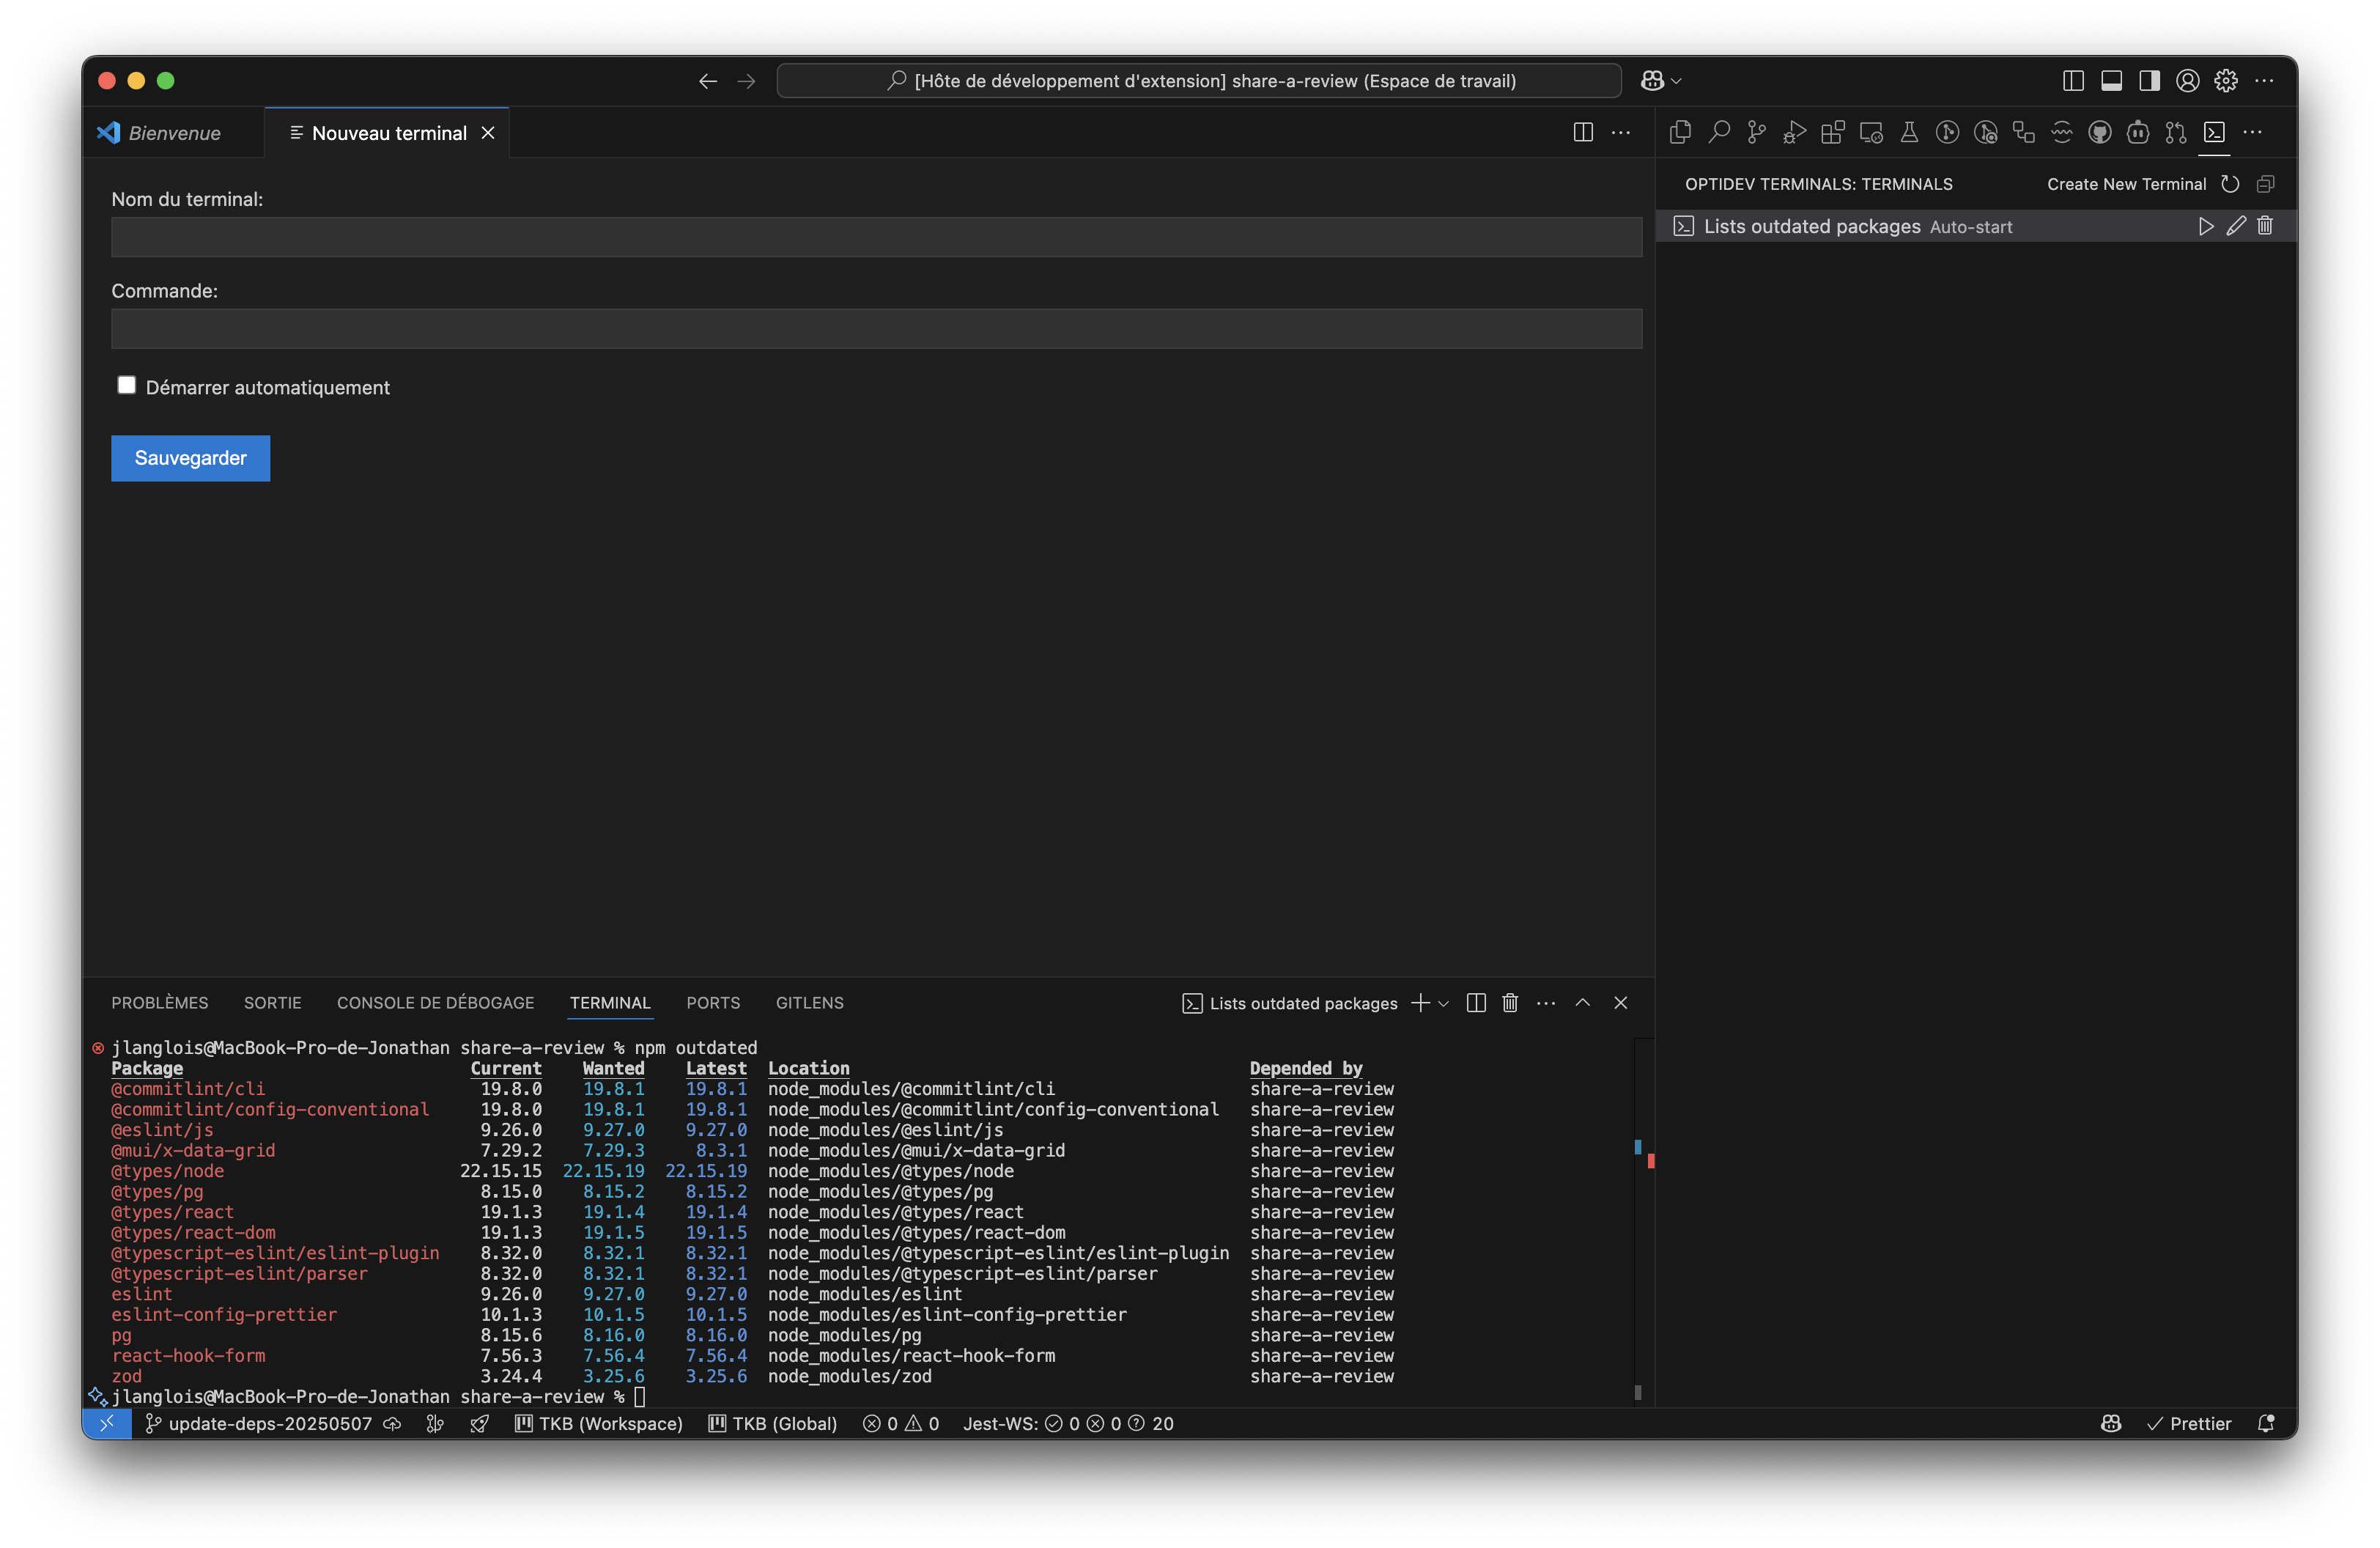 [Hôte de développement d'extension] share-a-review (Espace de travail)
Bienvenue
Nouveau terminal
OPTIDEV TERMINALS: TERMINALS Create New Terminal
Lists outdated packages Auto-start
Nom du terminal:
Commande:
Démarrer automatiquement
Sauvegarder
PROBLÈMES SORTIE CONSOLE DE DÉBOGAGE TERMINAL PORTS GITLENS Lists outdated packages
jlanglois@MacBook-Pro-de-Jonathan share-a-review % npm outdated
Package Current Wanted Latest Location Depended by
@commitlint/cli 19.8.0 19.8.1 19.8.1 node_modules/@commitlint/cli share-a-review
@commitlint/config-conventional 19.8.0 19.8.1 19.8.1 node_modules/@commitlint/config-conventional share-a-review
@eslint/js 9.26.0 9.27.0 9.27.0 node_modules/@eslint/js share-a-review
@mui/x-data-grid 7.29.2 7.29.3 8.3.1 node_modules/@mui/x-data-grid share-a-review
@types/node 22.15.15 22.15.19 22.15.19 node_modules/@types/node share-a-review
@types/pg 8.15.0 8.15.2 8.15.2 node_modules/@types/pg share-a-review
@types/react 19.1.3 19.1.4 19.1.4 node_modules/@types/react share-a-review
@types/react-dom 19.1.3 19.1.5 19.1.5 node_modules/@types/react-dom share-a-review
@typescript-eslint/eslint-plugin 8.32.0 8.32.1 8.32.1 node_modules/@typescript-eslint/eslint-plugin share-a-review
@typescript-eslint/parser 8.32.0 8.32.1 8.32.1 node_modules/@typescript-eslint/parser share-a-review
eslint 9.26.0 9.27.0 9.27.0 node_modules/eslint share-a-review
eslint-config-prettier 10.1.3 10.1.5 10.1.5 node_modules/eslint-config-prettier share-a-review
pg 8.15.6 8.16.0 8.16.0 node_modules/pg share-a-review
react-hook-form 7.56.3 7.56.4 7.56.4 node_modules/react-hook-form share-a-review
zod 3.24.4 3.25.6 3.25.6 node_modules/zod share-a-review
jlanglois@MacBook-Pro-de-Jonathan share-a-review %
update-deps-20250507 TKB (Workspace) TKB (Global) 0 0 Jest-WS: 0 0 20 Prettier